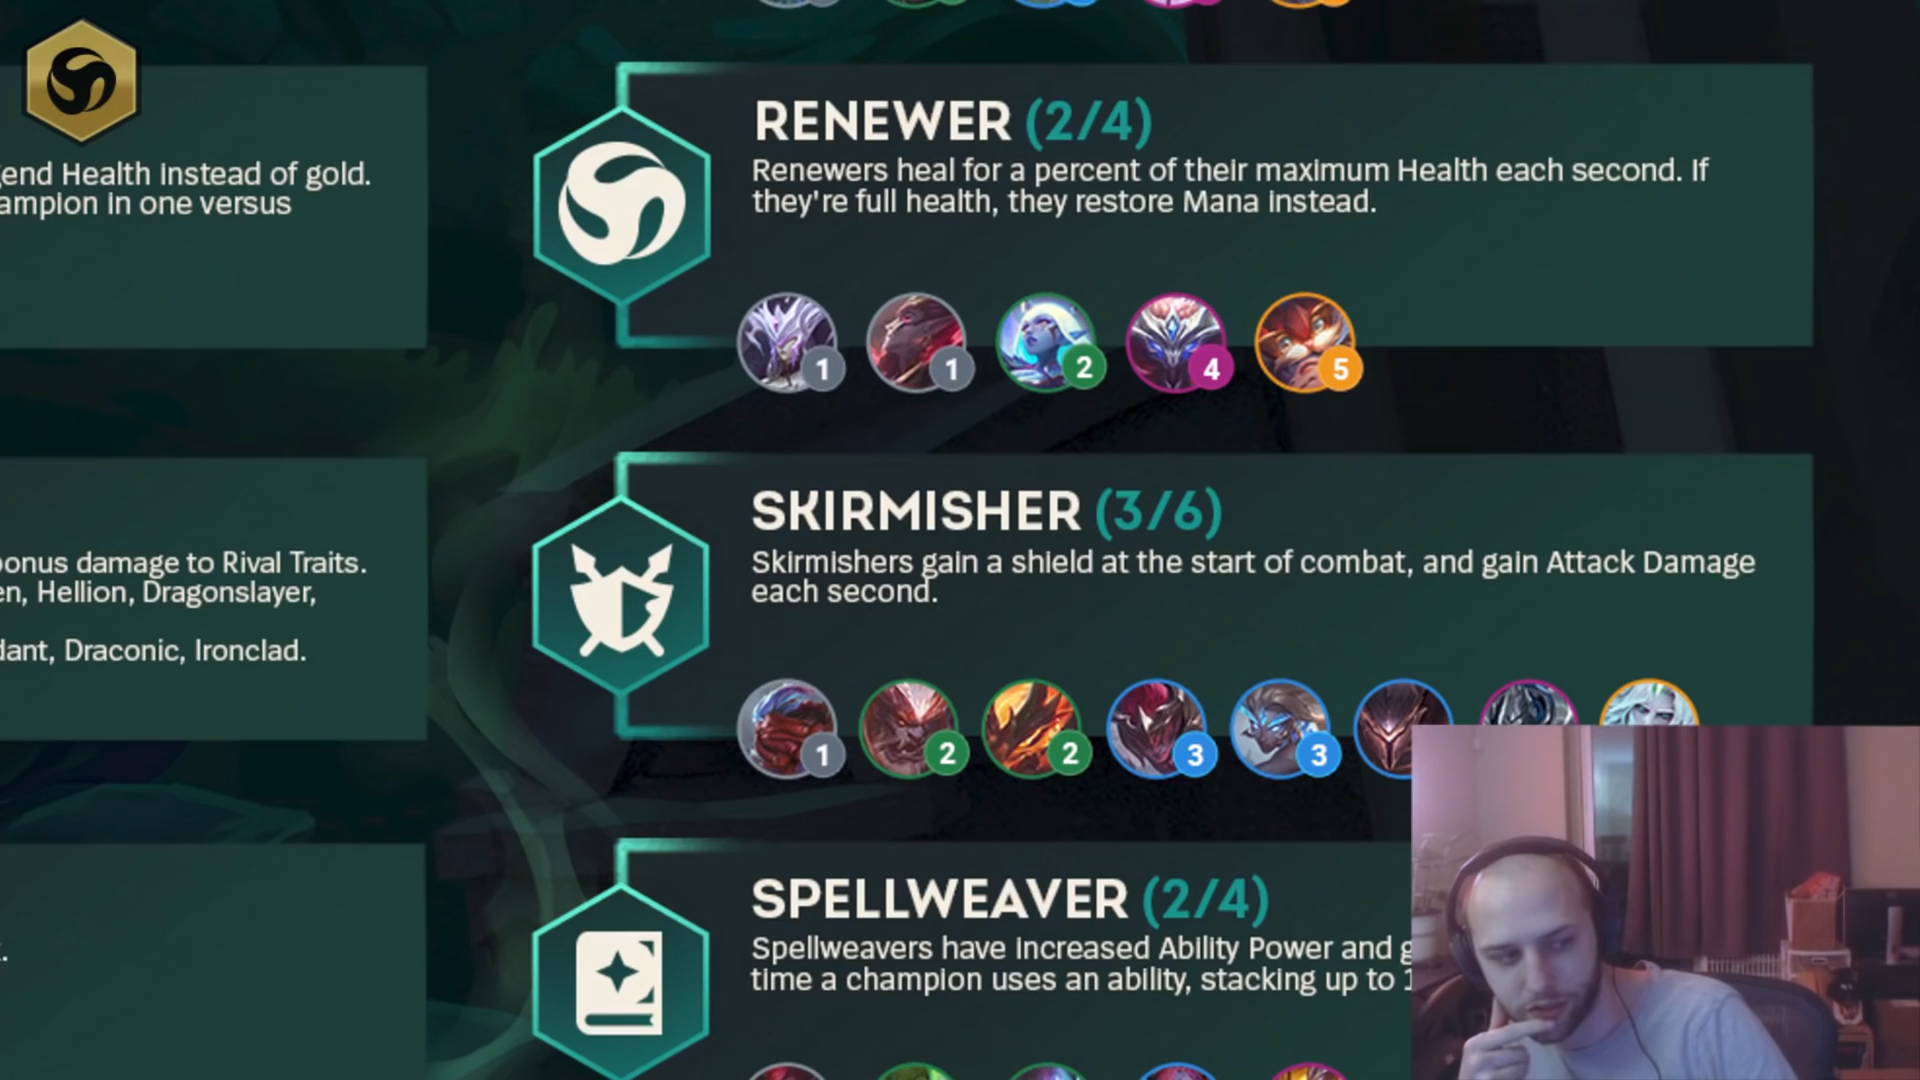 gend Health instead of gold.
ampion in one versus
onus damage to Rival Traits.
en, Hellion, Dragonslayer,
dant, Draconic, Ironclad.
RENEWER (2/4)
Renewers heal for a percent of their maximum Health each second. If
they're full health, they restore Mana instead.
1 1 2 4 5
SKIRMISHER (3/6)
Skirmishers gain a shield at the start of combat, and gain Attack Damage
each second.
1 2 2 3 3
SPELLWEAVER (2/4)
Spellweavers have increased Ability Power and g
time a champion uses an ability, stacking up to 1